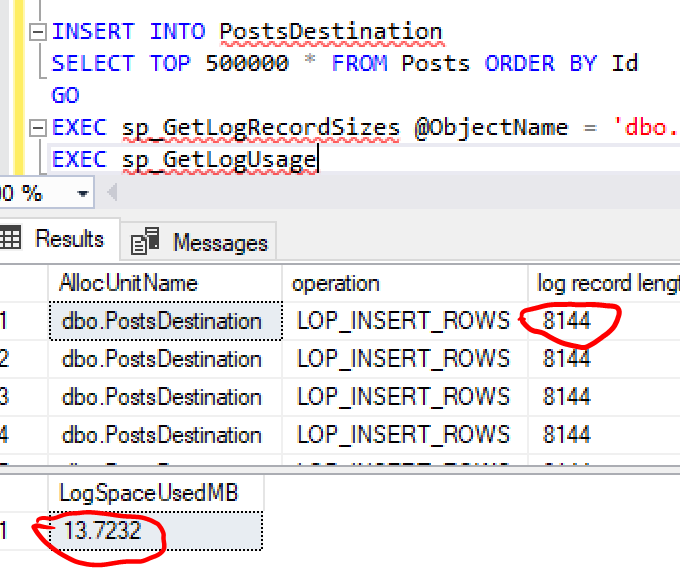 INSERT INTO PostsDestination
SELECT TOP 500000 * FROM Posts ORDER BY Id
GO
EXEC sp_GetLogRecordSizes @ObjectName = 'dbo.
EXEC sp_GetLogUsage
00 %
Results Messages
AllocUnitName operation log record lengt
1 dbo.PostsDestination LOP_INSERT_ROWS 8144
2 dbo.PostsDestination LOP_INSERT_ROWS 8144
3 dbo.PostsDestination LOP_INSERT_ROWS 8144
4 dbo.PostsDestination LOP_INSERT_ROWS 8144
LogSpaceUsedMB
1 13.7232